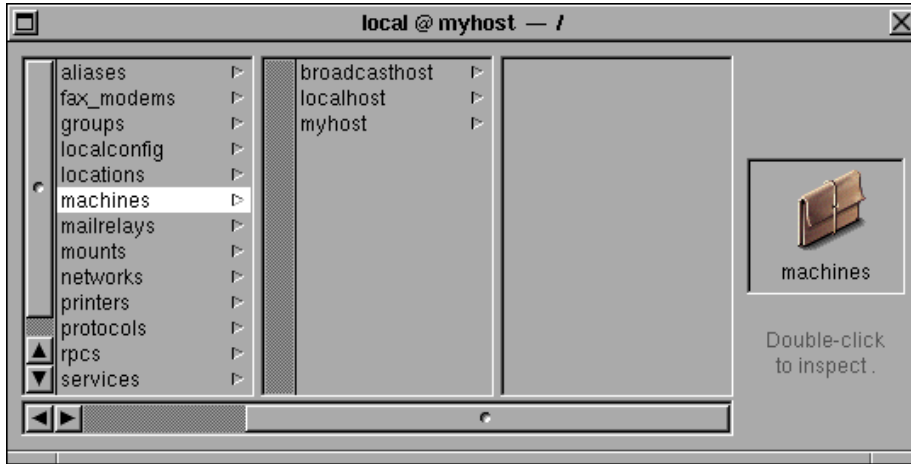 local @ myhost — /
aliases
fax_modems
groups
localconfig
locations
machines
mailrelays
mounts
networks
printers
protocols
rpcs
services
broadcasthost
localhost
myhost
machines
Double-click
to inspect .